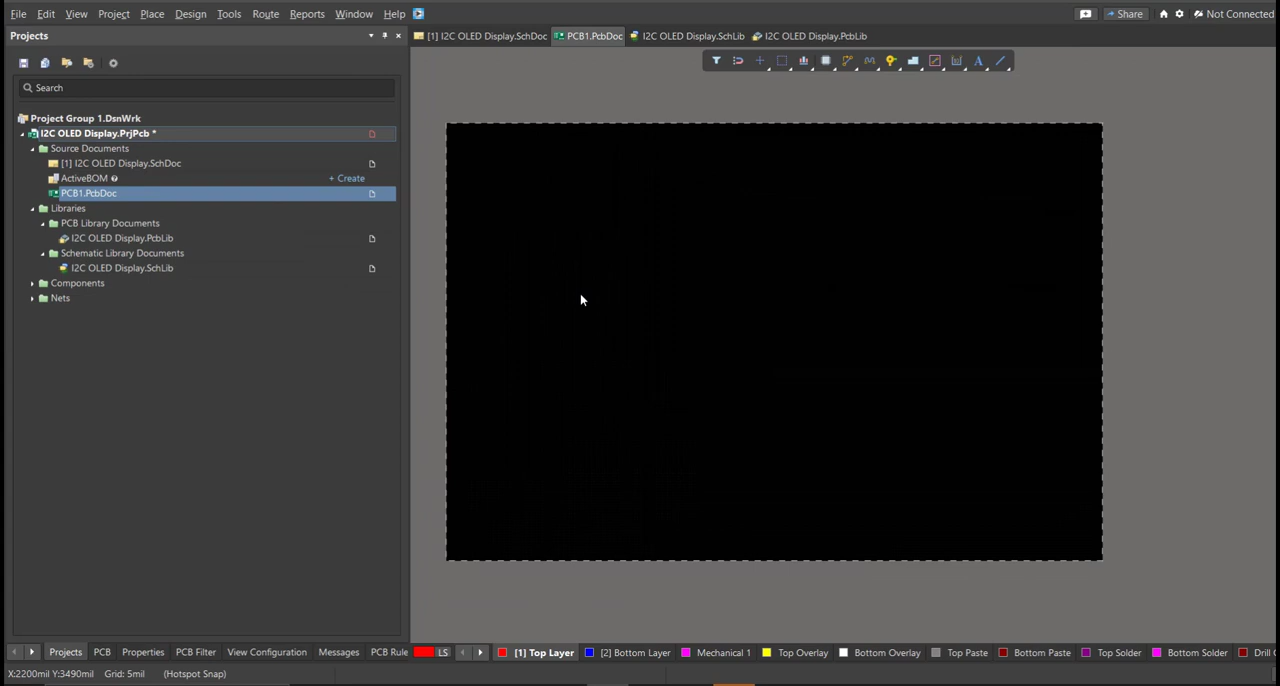 File Edit View Project Place Design Tools Route Reports Window Help Share Not Connected
Projects
[1] I2C OLED Display.SchDoc PCB1.PcbDoc I2C OLED Display.SchLib I2C OLED Display.PcbLib
Search
Project Group 1.DsnWrk
I2C OLED Display.PrjPcb *
Source Documents
[1] I2C OLED Display.SchDoc
ActiveBOM + Create
PCB1.PcbDoc
Libraries
PCB Library Documents
I2C OLED Display.PcbLib
Schematic Library Documents
I2C OLED Display.SchLib
Components
Nets
Projects PCB Properties PCB Filter View Configuration Messages PCB Rule LS [1] Top Layer [2] Bottom Layer Mechanical 1 Top Overlay Bottom Overlay Top Paste Bottom Paste Top Solder Bottom Solder Drill
X:2200mil Y:3490mil Grid: 5mil (Hotspot Snap)